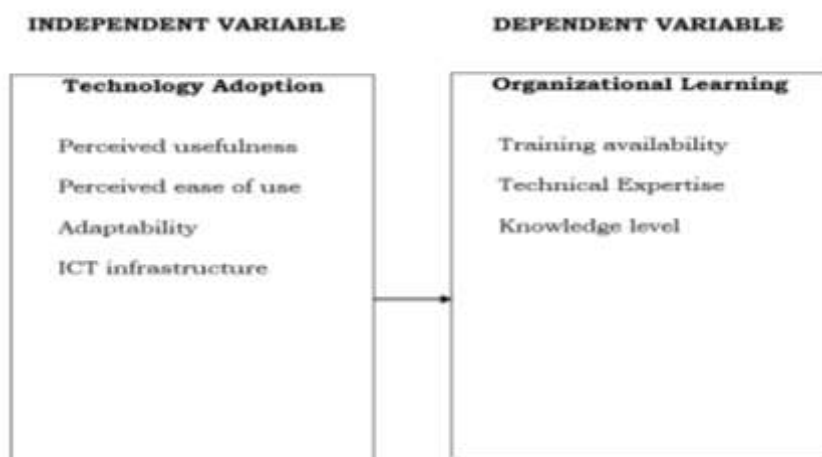 INDEPENDENT VARIABLE
DEPENDENT VARIABLE
Technology Adoption
Perceived usefulness
Perceived ease of use
Adaptability
ICT infrastructure
Organizational Learning
Training availability
Technical Expertise
Knowledge level